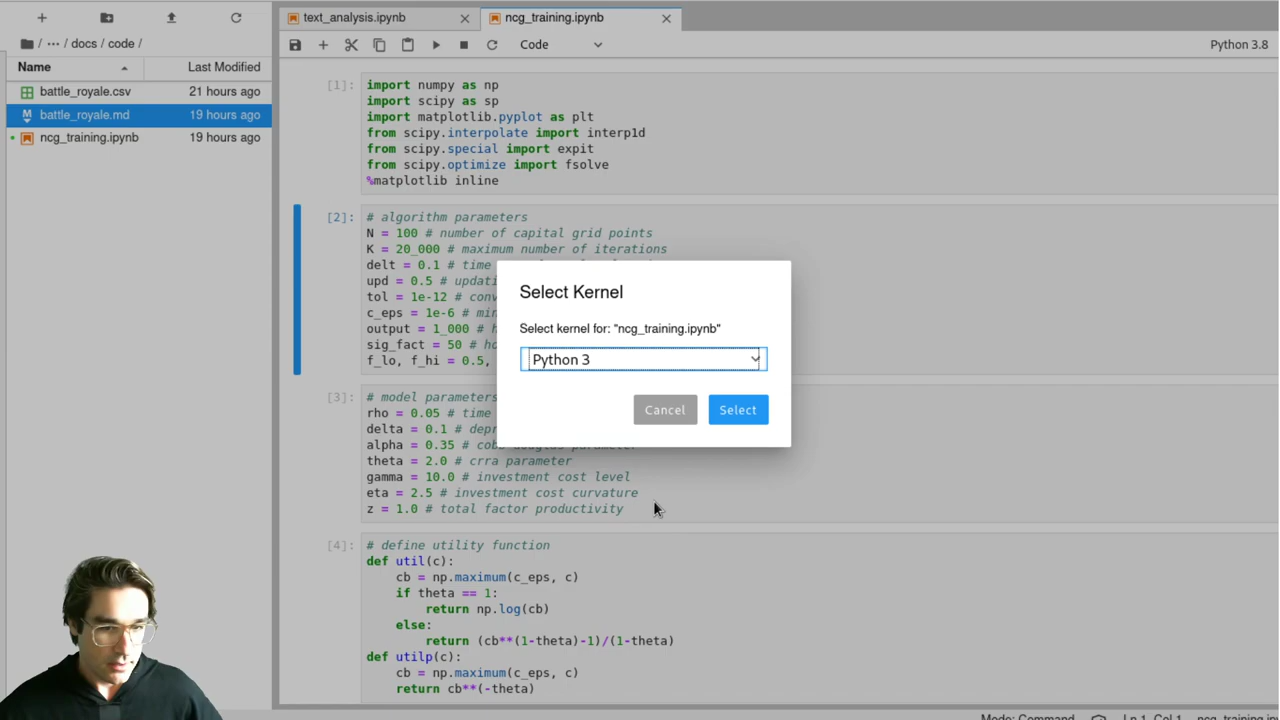 text_analysis.ipynb
ncg_training.ipynb
/ ··· / docs / code /
Code
Python 3.8
Name Last Modified
battle_royale.csv 21 hours ago
battle_royale.md 19 hours ago
ncg_training.ipynb 19 hours ago
[1]:
import numpy as np
import scipy as sp
import matplotlib.pyplot as plt
from scipy.interpolate import interp1d
from scipy.special import expit
from scipy.optimize import fsolve
%matplotlib inline
[2]:
# algorithm parameters
N = 100 # number of capital grid points
K = 20_000 # maximum number of iterations
delt = 0.1 # time
upd = 0.5 #
tol = 1e-12 #
c_eps = 1e-6 #
output = 1_000 #
sig_fact = 50 #
f_lo, f_hi = 0.5,
Select Kernel
Select kernel for: "ncg_training.ipynb"
Python 3
Cancel
Select
[3]:
# model parameters
rho = 0.05 # time
delta = 0.1 #
alpha = 0.35 # cobb douglas parameter
theta = 2.0 # crra parameter
gamma = 10.0 # investment cost level
eta = 2.5 # investment cost curvature
z = 1.0 # total factor productivity
[4]:
# define utility function
def util(c):
    cb = np.maximum(c_eps, c)
    if theta == 1:
        return np.log(cb)
    else:
        return (cb**(1-theta)-1)/(1-theta)
def utilp(c):
    cb = np.maximum(c_eps, c)
    return cb**(-theta)
Mode: Command Ln 1, Col 1